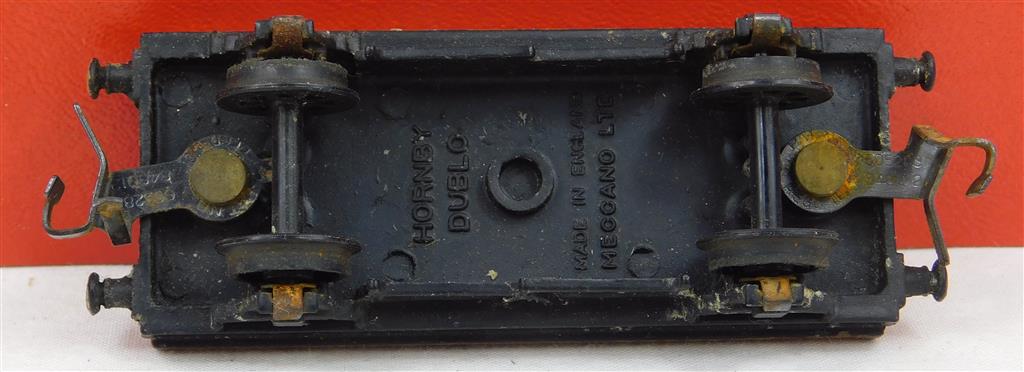 HORNBY
DUBLO
MADE IN ENGLAND
MECCANO LTD